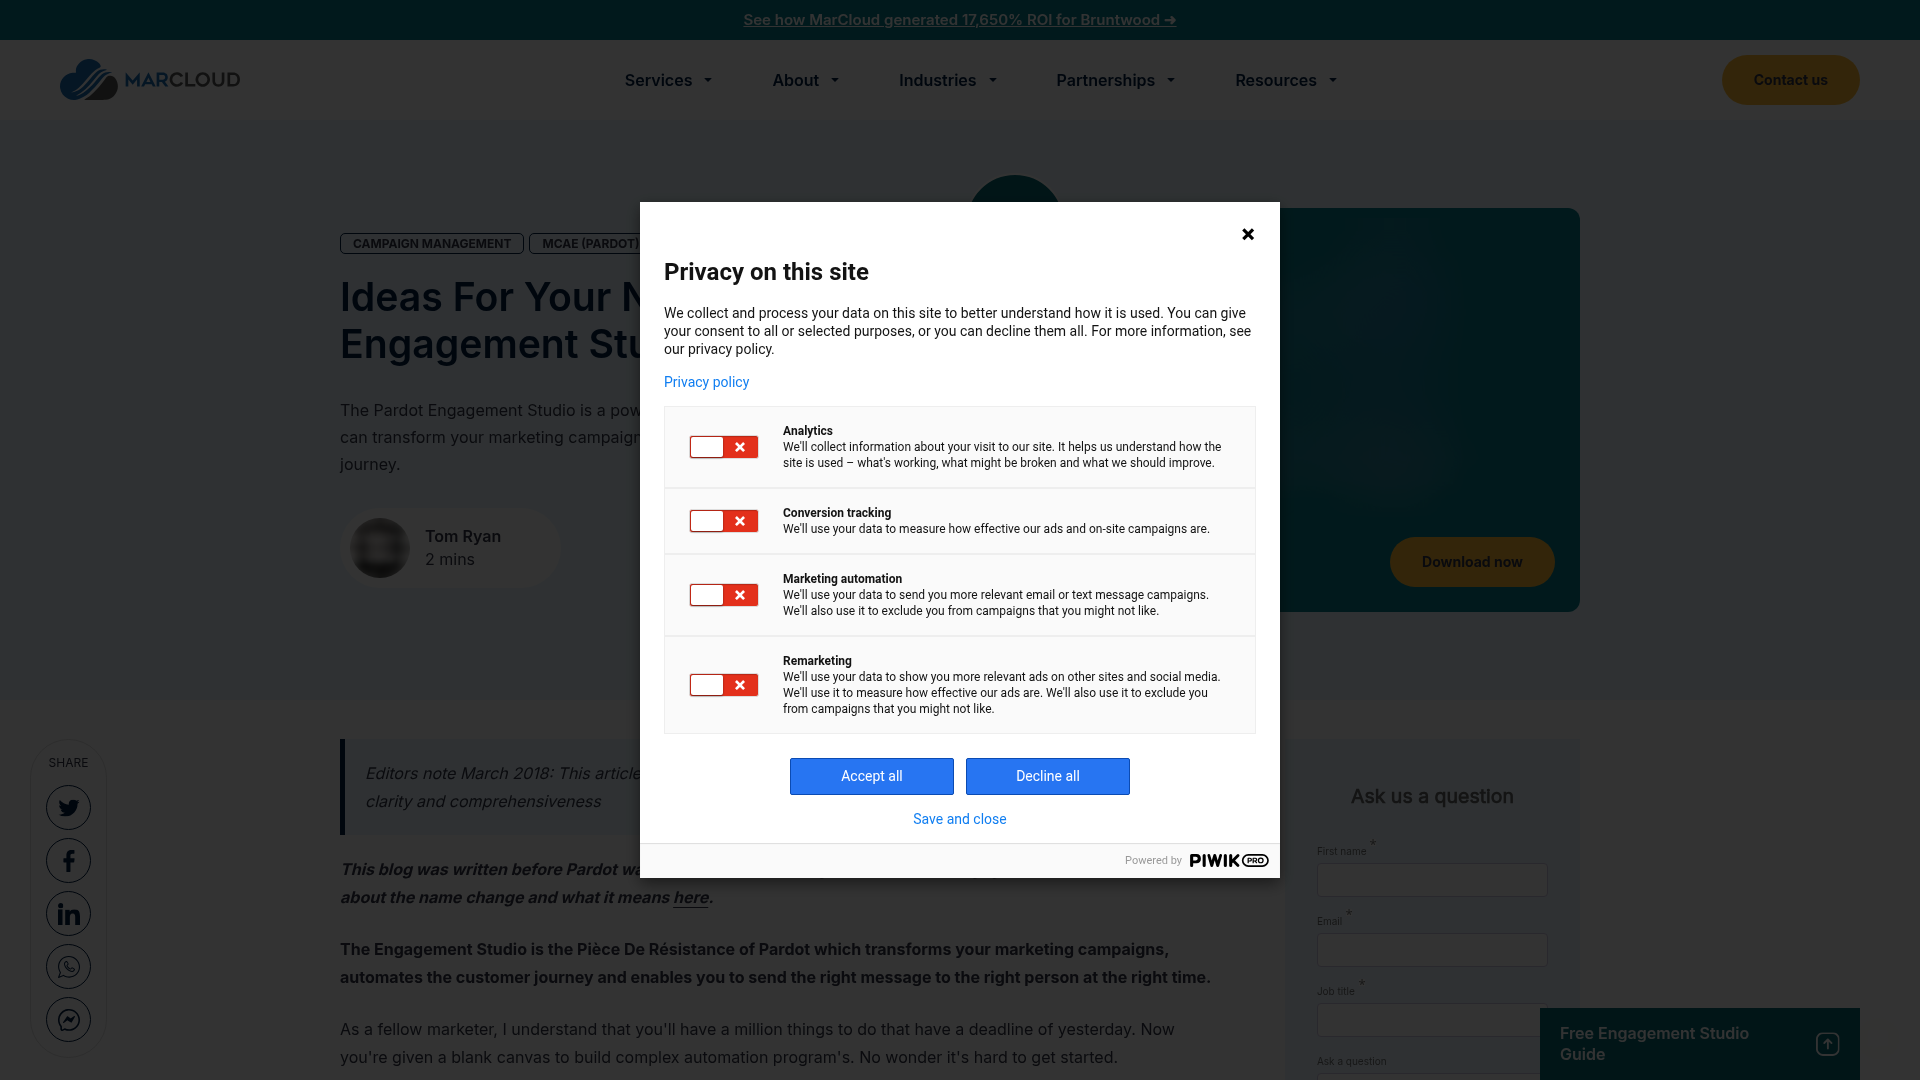 See how MarCloud generated 17,650% ROI for Bruntwood ➜
MARCLOUD
Services
About
Industries
Partnerships
Resources
Contact us
CAMPAIGN MANAGEMENT
MCAE (PARDOT)
Ideas For Your N
Engagement Stu
The Pardot Engagement Studio is a pow
can transform your marketing campaign
journey.
Tom Ryan
2 mins
Download now
Privacy on this site
We collect and process your data on this site to better understand how it is used. You can give
your consent to all or selected purposes, or you can decline them all. For more information, see
our privacy policy.
Privacy policy
Analytics
We'll collect information about your visit to our site. It helps us understand how the
site is used – what's working, what might be broken and what we should improve.
Conversion tracking
We'll use your data to measure how effective our ads and on-site campaigns are.
Marketing automation
We'll use your data to send you more relevant email or text message campaigns.
We'll also use it to exclude you from campaigns that you might not like.
Remarketing
We'll use your data to show you more relevant ads on other sites and social media.
We'll use it to measure how effective our ads are. We'll also use it to exclude you
from campaigns that you might not like.
Accept all
Decline all
Save and close
Powered by PIWIK PRO
SHARE
Editors note March 2018: This article
clarity and comprehensiveness
This blog was written before Pardot wa
about the name change and what it means here.
The Engagement Studio is the Pièce De Résistance of Pardot which transforms your marketing campaigns,
automates the customer journey and enables you to send the right message to the right person at the right time.
As a fellow marketer, I understand that you'll have a million things to do that have a deadline of yesterday. Now
you're given a blank canvas to build complex automation program's. No wonder it's hard to get started.
Ask us a question
First name *
Email *
Job title *
Ask a question
Free Engagement Studio
Guide